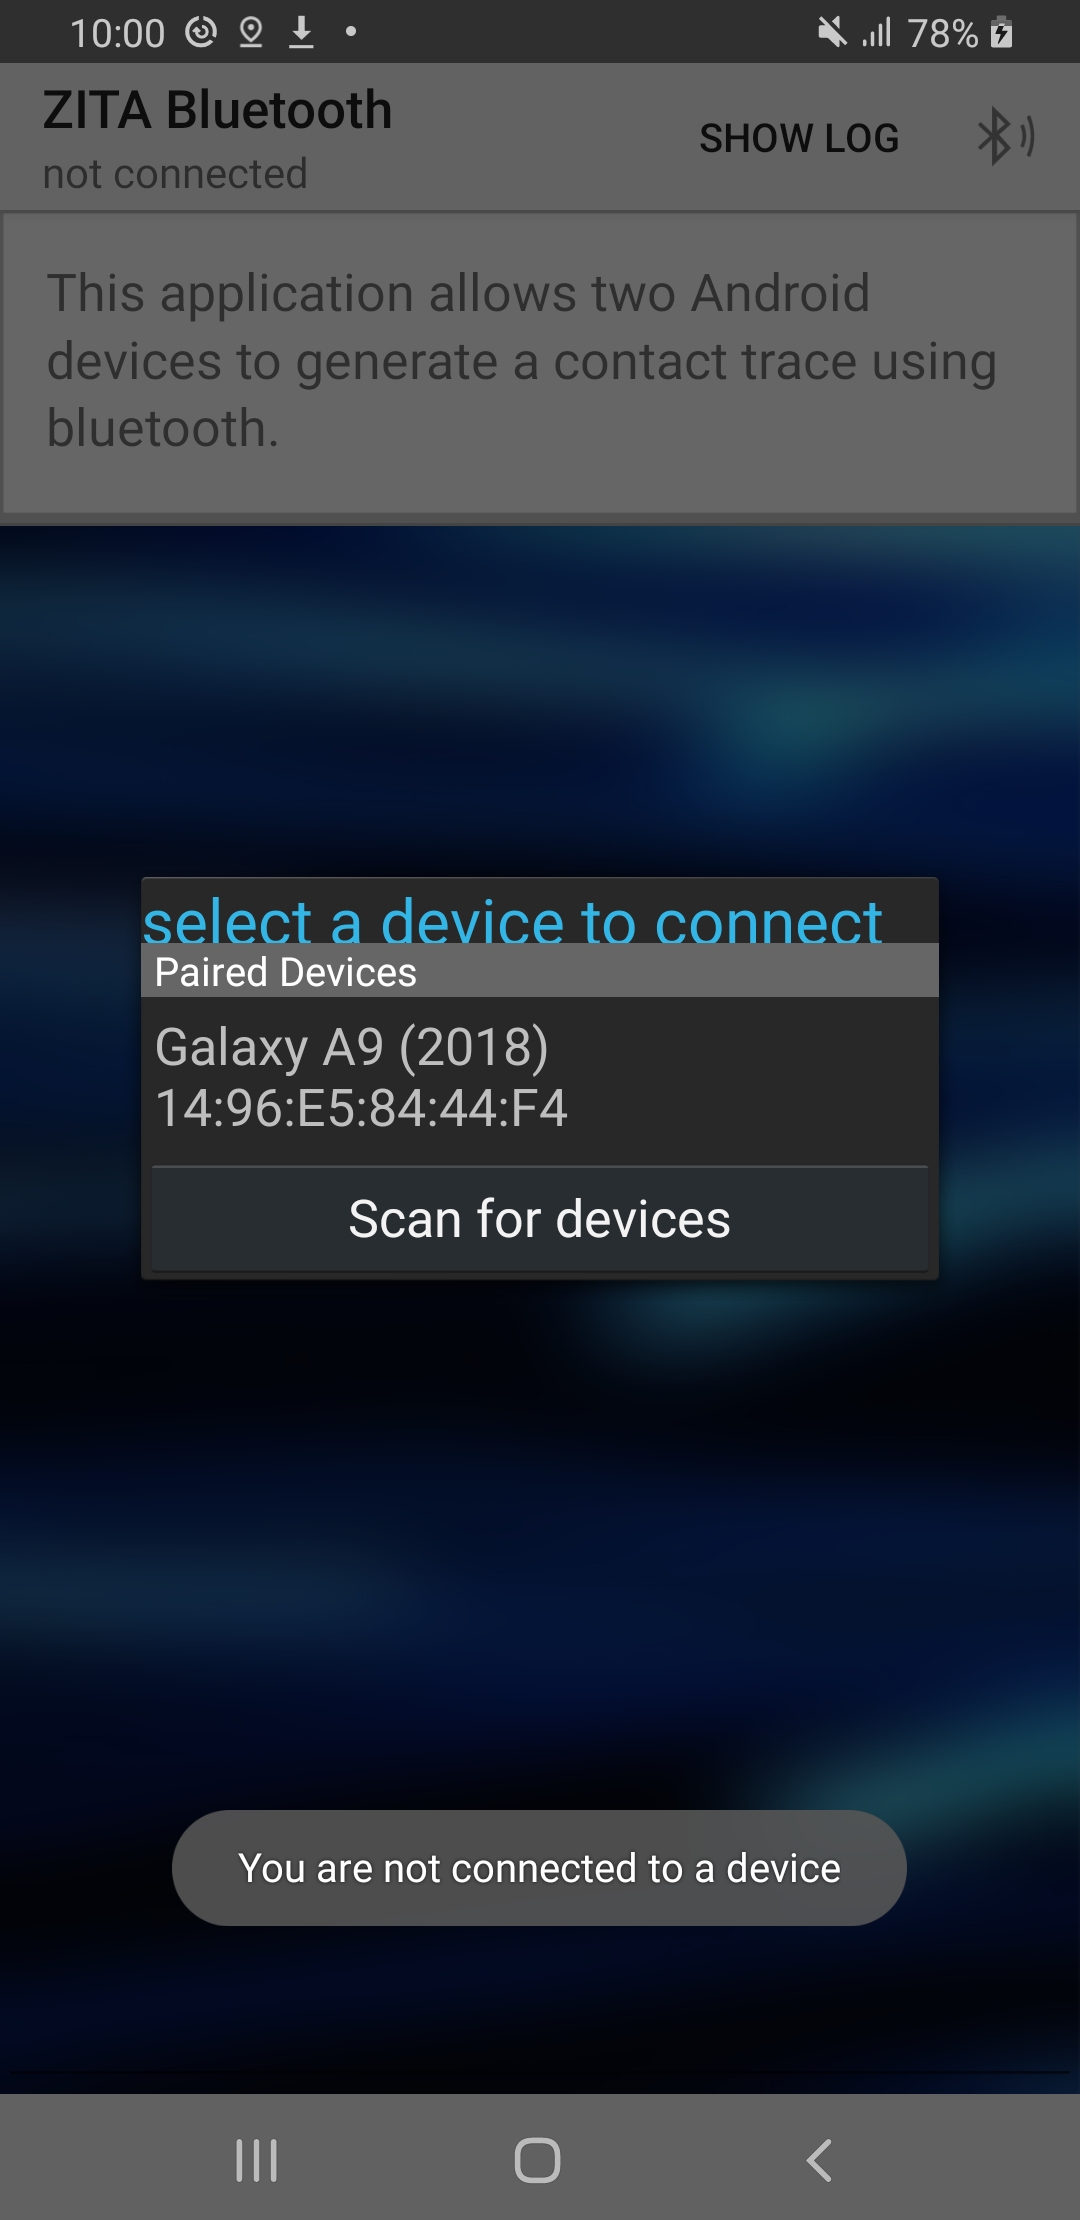 10:00 78%
ZITA Bluetooth
not connected
SHOW LOG
This application allows two Android
devices to generate a contact trace using
bluetooth.
select a device to connect
Paired Devices
Galaxy A9 (2018)
14:96:E5:84:44:F4
Scan for devices
You are not connected to a device